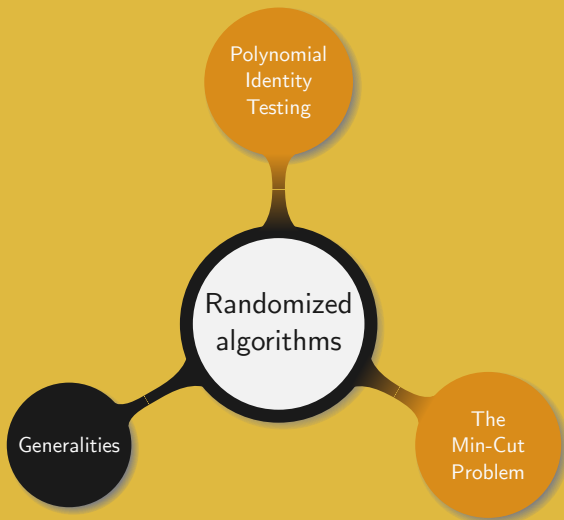 Polynomial
Identity
Testing
Randomized
algorithms
Generalities
The
Min-Cut
Problem